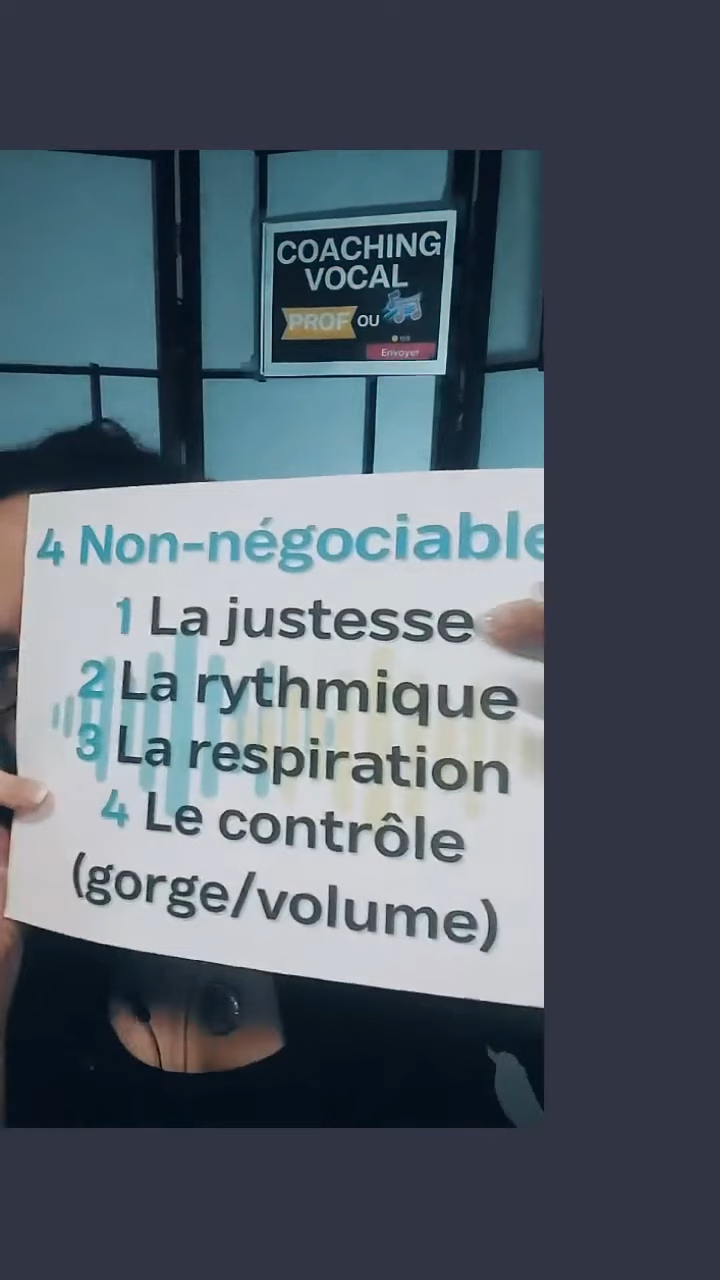 COACHING
VOCAL
PROF OU
Envoyer
4 Non-négociable
1 La justesse
2 La rythmique
3 La respiration
4 Le contrôle
(gorge/volume)